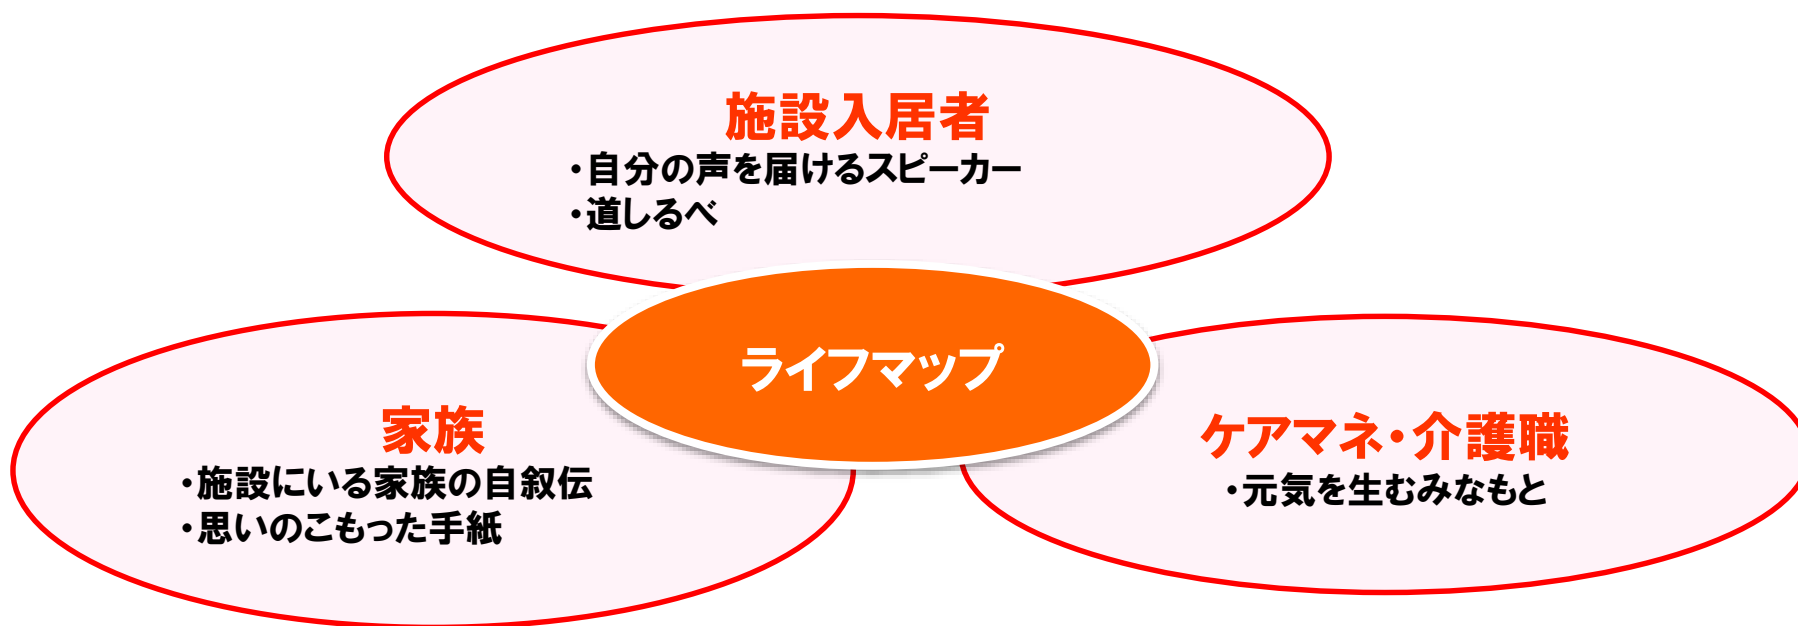 施設入居者
・自分の声を届けるスピーカー
・道しるべ
ライフマップ
家族
・施設にいる家族の自叙伝
・思いのこもった手紙
ケアマネ・介護職
・元気を生むみなもと